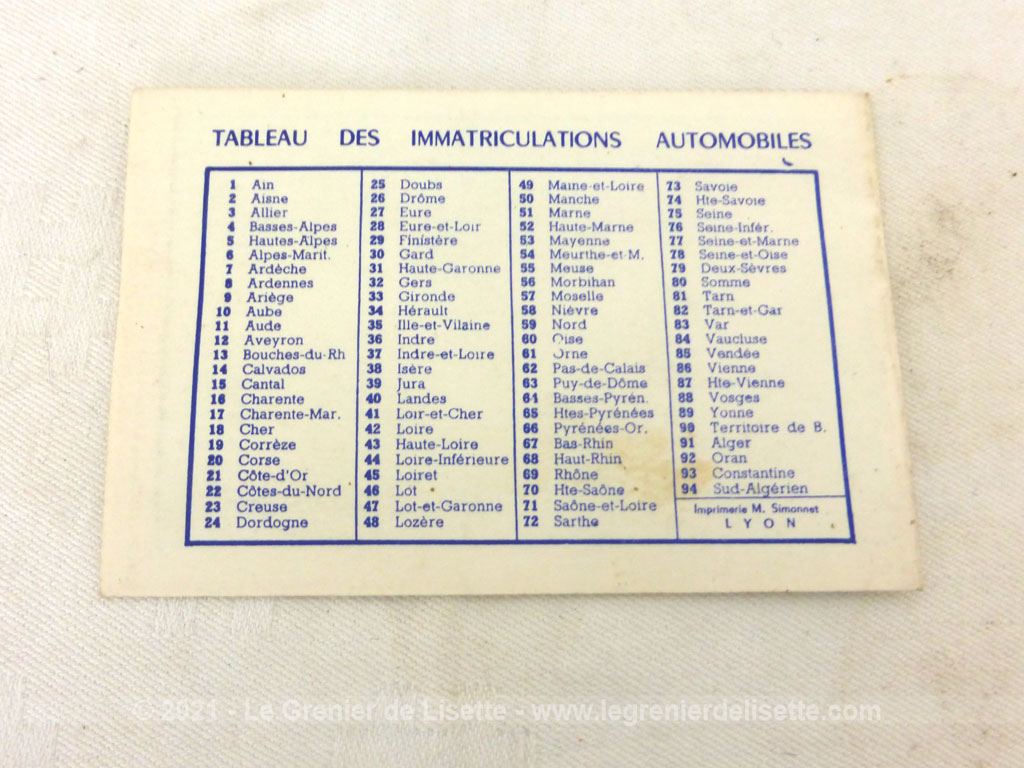 TABLEAU DES IMMATRICULATIONS AUTOMOBILES
1 Ain
2 Aisne
3 Allier
4 Basses-Alpes
5 Hautes-Alpes
6 Alpes-Marit.
7 Ardèche
8 Ardennes
9 Ariège
10 Aube
11 Aude
12 Aveyron
13 Bouches-du-Rh
14 Calvados
15 Cantal
16 Charente
17 Charente-Mar.
18 Cher
19 Corrèze
20 Corse
21 Côte-d'Or
22 Côtes-du-Nord
23 Creuse
24 Dordogne
25 Doubs
26 Drôme
27 Eure
28 Eure-et-Loir
29 Finistère
30 Gard
31 Haute-Garonne
32 Gers
33 Gironde
34 Hérault
35 Ille-et-Vilaine
36 Indre
37 Indre-et-Loire
38 Isère
39 Jura
40 Landes
41 Loir-et-Cher
42 Loire
43 Haute-Loire
44 Loire-Inférieure
45 Loiret
46 Lot
47 Lot-et-Garonne
48 Lozère
49 Maine-et-Loire
50 Manche
51 Marne
52 Haute-Marne
53 Mayenne
54 Meurthe-et-M.
55 Meuse
56 Morbihan
57 Moselle
58 Nièvre
59 Nord
60 Oise
61 Orne
62 Pas-de-Calais
63 Puy-de-Dôme
64 Basses-Pyrén.
65 Htes-Pyrénées
66 Pyrénées-Or.
67 Bas-Rhin
68 Haut-Rhin
69 Rhône
70 Hte-Saône
71 Saône-et-Loire
72 Sarthe
73 Savoie
74 Hte-Savoie
75 Seine
76 Seine-Infér.
77 Seine-et-Marne
78 Seine-et-Oise
79 Deux-Sèvres
80 Somme
81 Tarn
82 Tarn-et-Gar
83 Var
84 Vaucluse
85 Vendée
86 Vienne
87 Hte-Vienne
88 Vosges
89 Yonne
90 Territoire de B.
91 Alger
92 Oran
93 Constantine
94 Sud-Algérien
Imprimerie M. Simonnet
LYON
© 2021 - Le Grenier de Lisette - www.legrenierdelisette.com